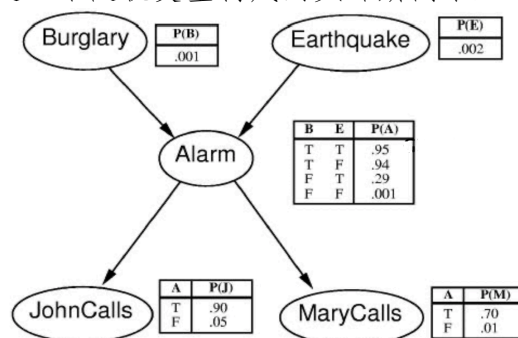 Burglary
P(B)
.001
Earthquake
P(E)
.002
Alarm
B E P(A)
T T .95
T F .94
F T .29
F F .001
JohnCalls
A P(J)
T .90
F .05
MaryCalls
A P(M)
T .70
F .01